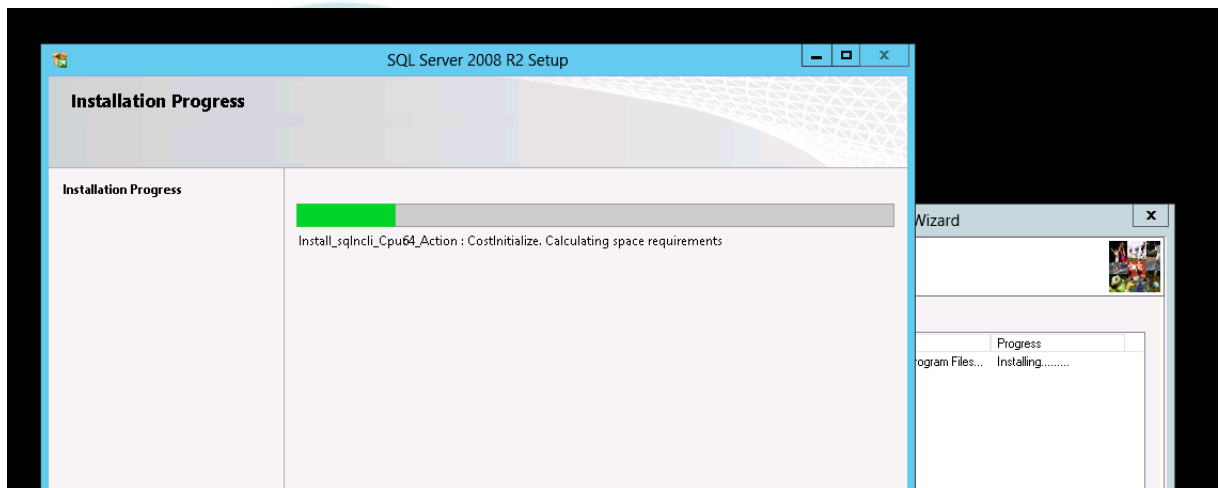 SQL Server 2008 R2 Setup
Installation Progress
Installation Progress
Install_sqlncli_Cpu64_Action : CostInitialize. Calculating space requirements
Wizard
Progress
rogram Files... Installing.........